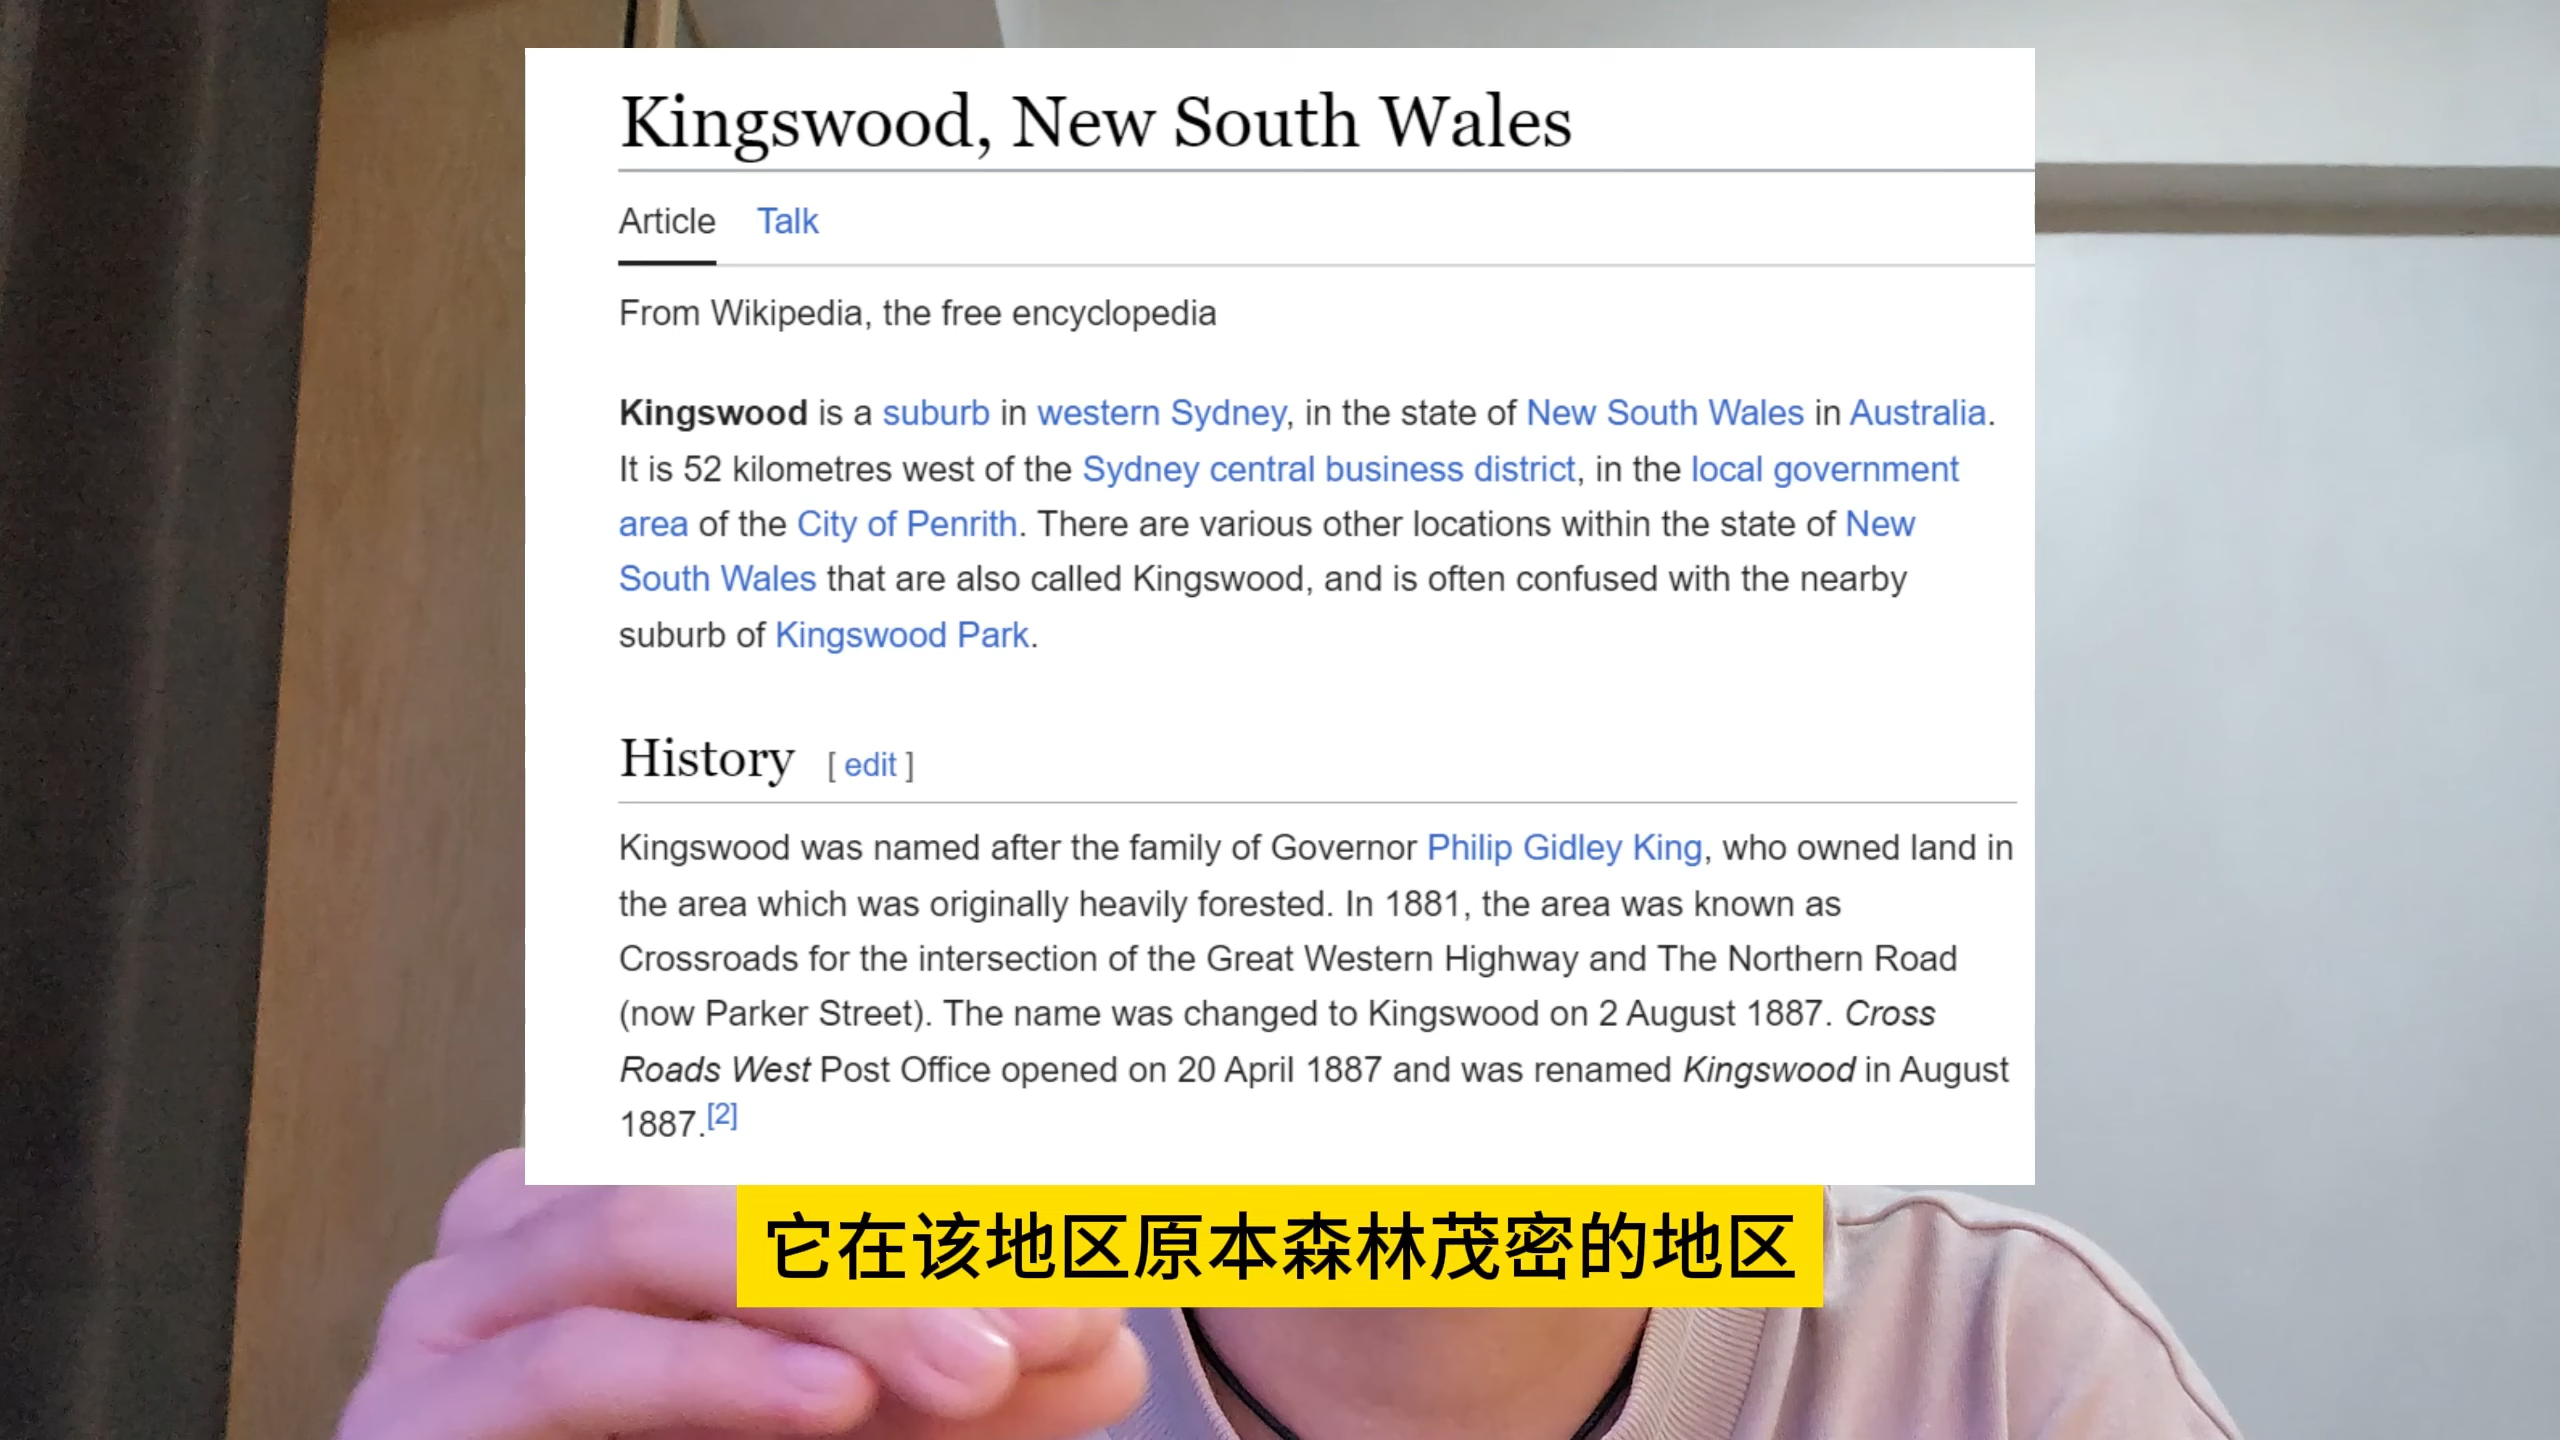 Kingswood, New South Wales
Article Talk
From Wikipedia, the free encyclopedia
Kingswood is a suburb in western Sydney, in the state of New South Wales in Australia.
It is 52 kilometres west of the Sydney central business district, in the local government
area of the City of Penrith. There are various other locations within the state of New
South Wales that are also called Kingswood, and is often confused with the nearby
suburb of Kingswood Park.
History [ edit ]
Kingswood was named after the family of Governor Philip Gidley King, who owned land in
the area which was originally heavily forested. In 1881, the area was known as
Crossroads for the intersection of the Great Western Highway and The Northern Road
(now Parker Street). The name was changed to Kingswood on 2 August 1887. Cross
Roads West Post Office opened on 20 April 1887 and was renamed Kingswood in August
1887.[2]
它在该地区原本森林茂密的地区